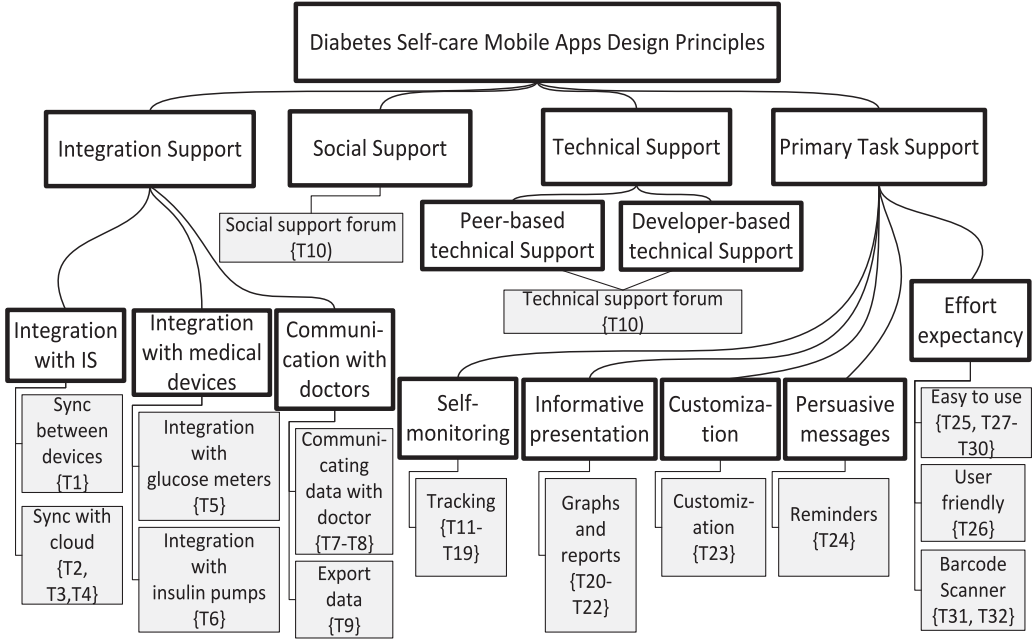 Diabetes Self-care Mobile Apps Design Principles
Integration Support
Social Support
Technical Support
Primary Task Support
Social support forum
{T10)
Peer-based
technical Support
Developer-based
technical Support
Technical support forum
{T10)
Integration
with IS
Integration
with medical
devices
Communi-
cation with
doctors
Effort
expectancy
Self-
monitoring
Informative
presentation
Customiza-
tion
Persuasive
messages
Sync
between
devices
{T1}
Sync with
cloud
{T2,
T3,T4}
Integration
with
glucose meters
{T5}
Integration
with
insulin pumps
{T6}
Communi-
cating
data with
doctor
{T7-T8}
Export
data
{T9}
Tracking
{T11-
T19}
Graphs
and
reports
{T20-
T22}
Customiz-
ation
{T23}
Reminders
{T24}
Easy to use
{T25, T27-
T30}
User
friendly
{T26}
Barcode
Scanner
{T31, T32}